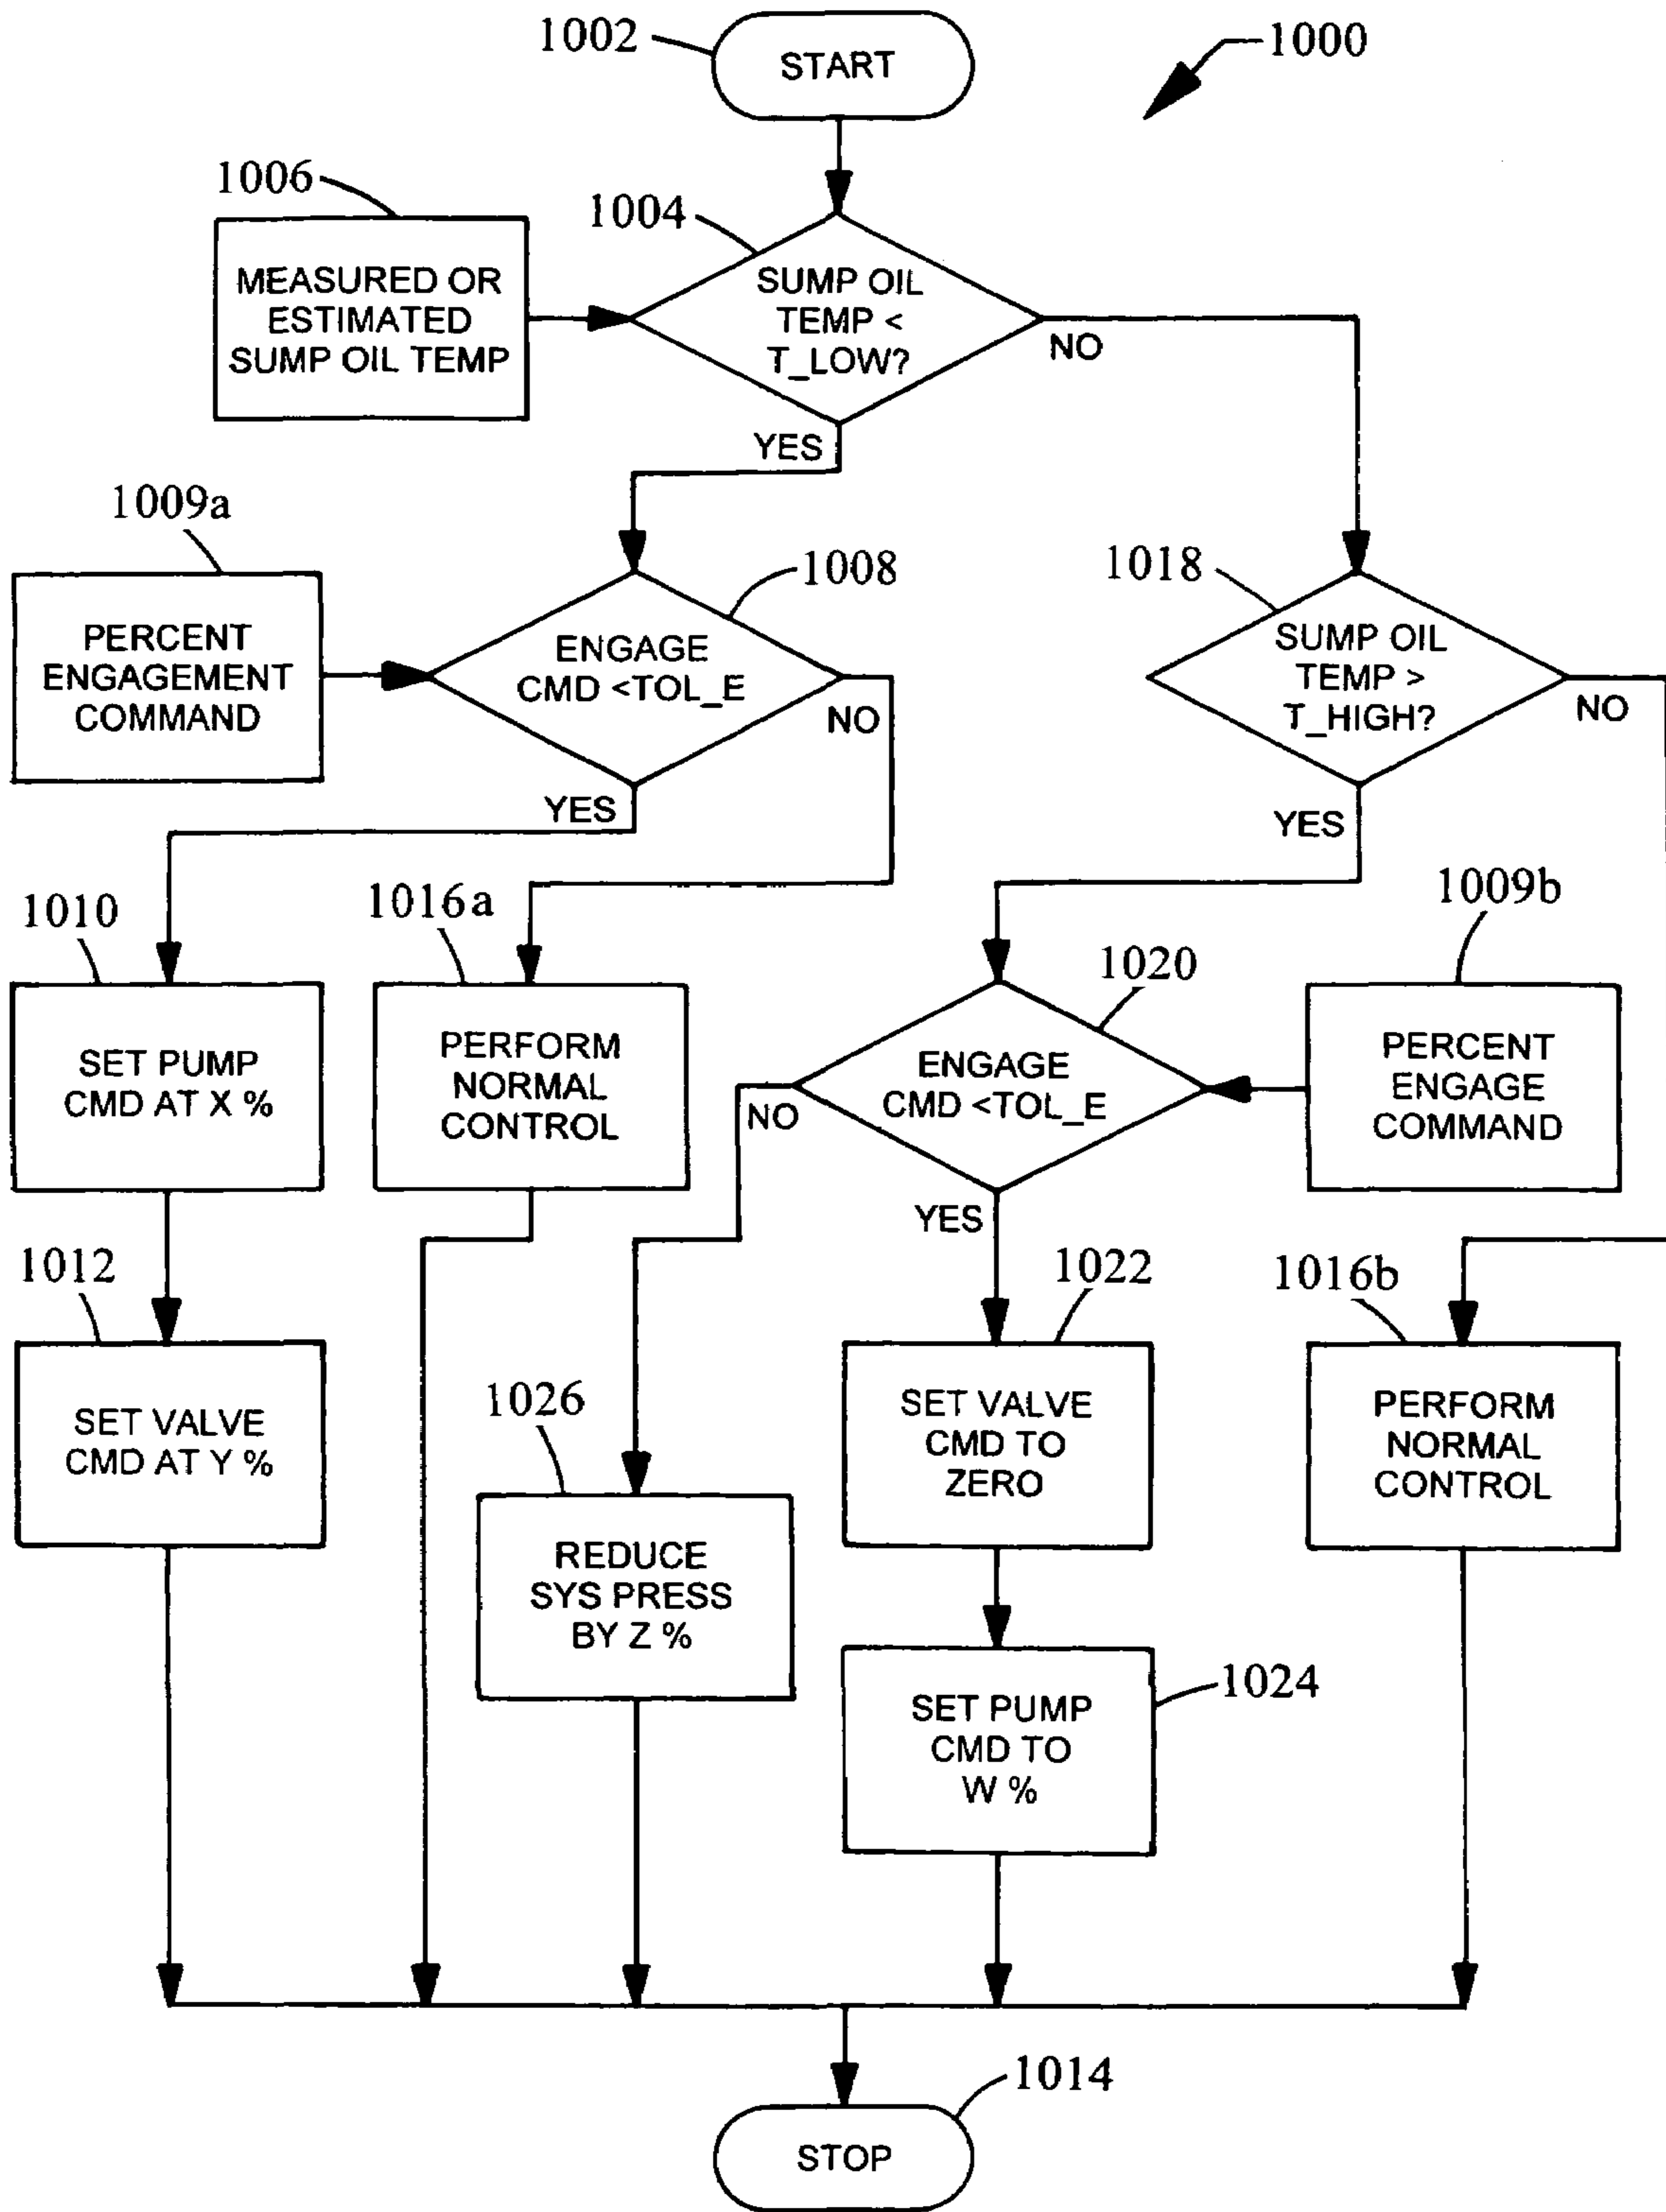 1002
START
1000
1006
MEASURED OR
ESTIMATED
SUMP OIL TEMP
1004
SUMP OIL
TEMP <
T_LOW?
NO
YES
1009a
PERCENT
ENGAGEMENT
COMMAND
1008
ENGAGE
CMD <TOL_E
NO
YES
1018
SUMP OIL
TEMP >
T_HIGH?
NO
YES
1010
SET PUMP
CMD AT X %
1016a
PERFORM
NORMAL
CONTROL
1020
ENGAGE
CMD <TOL_E
NO
YES
1009b
PERCENT
ENGAGE
COMMAND
1012
SET VALVE
CMD AT Y %
1026
REDUCE
SYS PRESS
BY Z %
1022
SET VALVE
CMD TO
ZERO
1016b
PERFORM
NORMAL
CONTROL
1024
SET PUMP
CMD TO
W %
1014
STOP